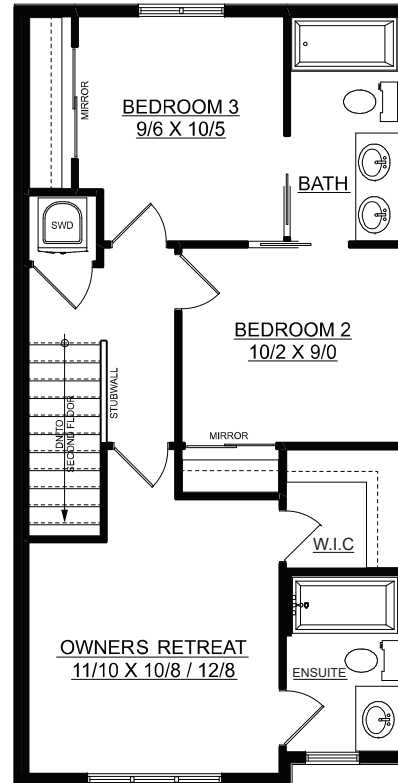 BEDROOM 3
9/6 X 10/5
MIRROR
BATH
SWD
BEDROOM 2
10/2 X 9/0
STUBWALL
DN TO
SECOND FLOOR
MIRROR
W.I.C
OWNERS RETREAT
11/10 X 10/8 / 12/8
ENSUITE